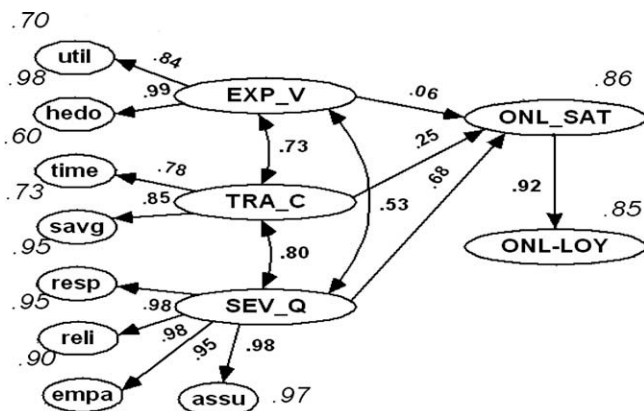 .70
util
.84
.98
.86
.99
EXP_V
.06
hedo
ONL_SAT
.60
.73
.25
time
.78
.68
.92
.73
.85
TRA_C
.53
savg
.85
.95
.80
ONL-LOY
resp
.95
.98
SEV_Q
reli
.98
.95
.98
.90
empa
assu
.97